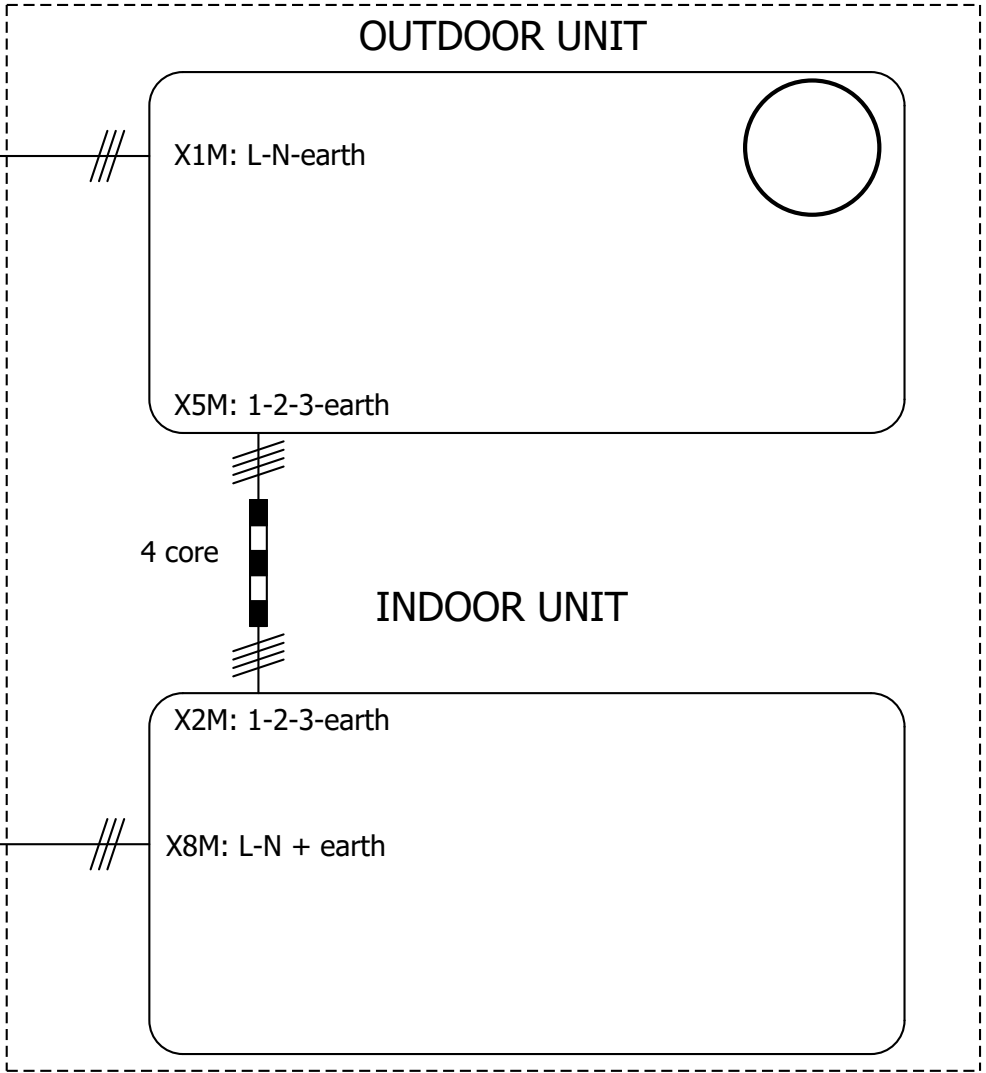 OUTDOOR UNIT
X1M: L-N-earth
X5M: 1-2-3-earth
4 core
INDOOR UNIT
X2M: 1-2-3-earth
X8M: L-N + earth